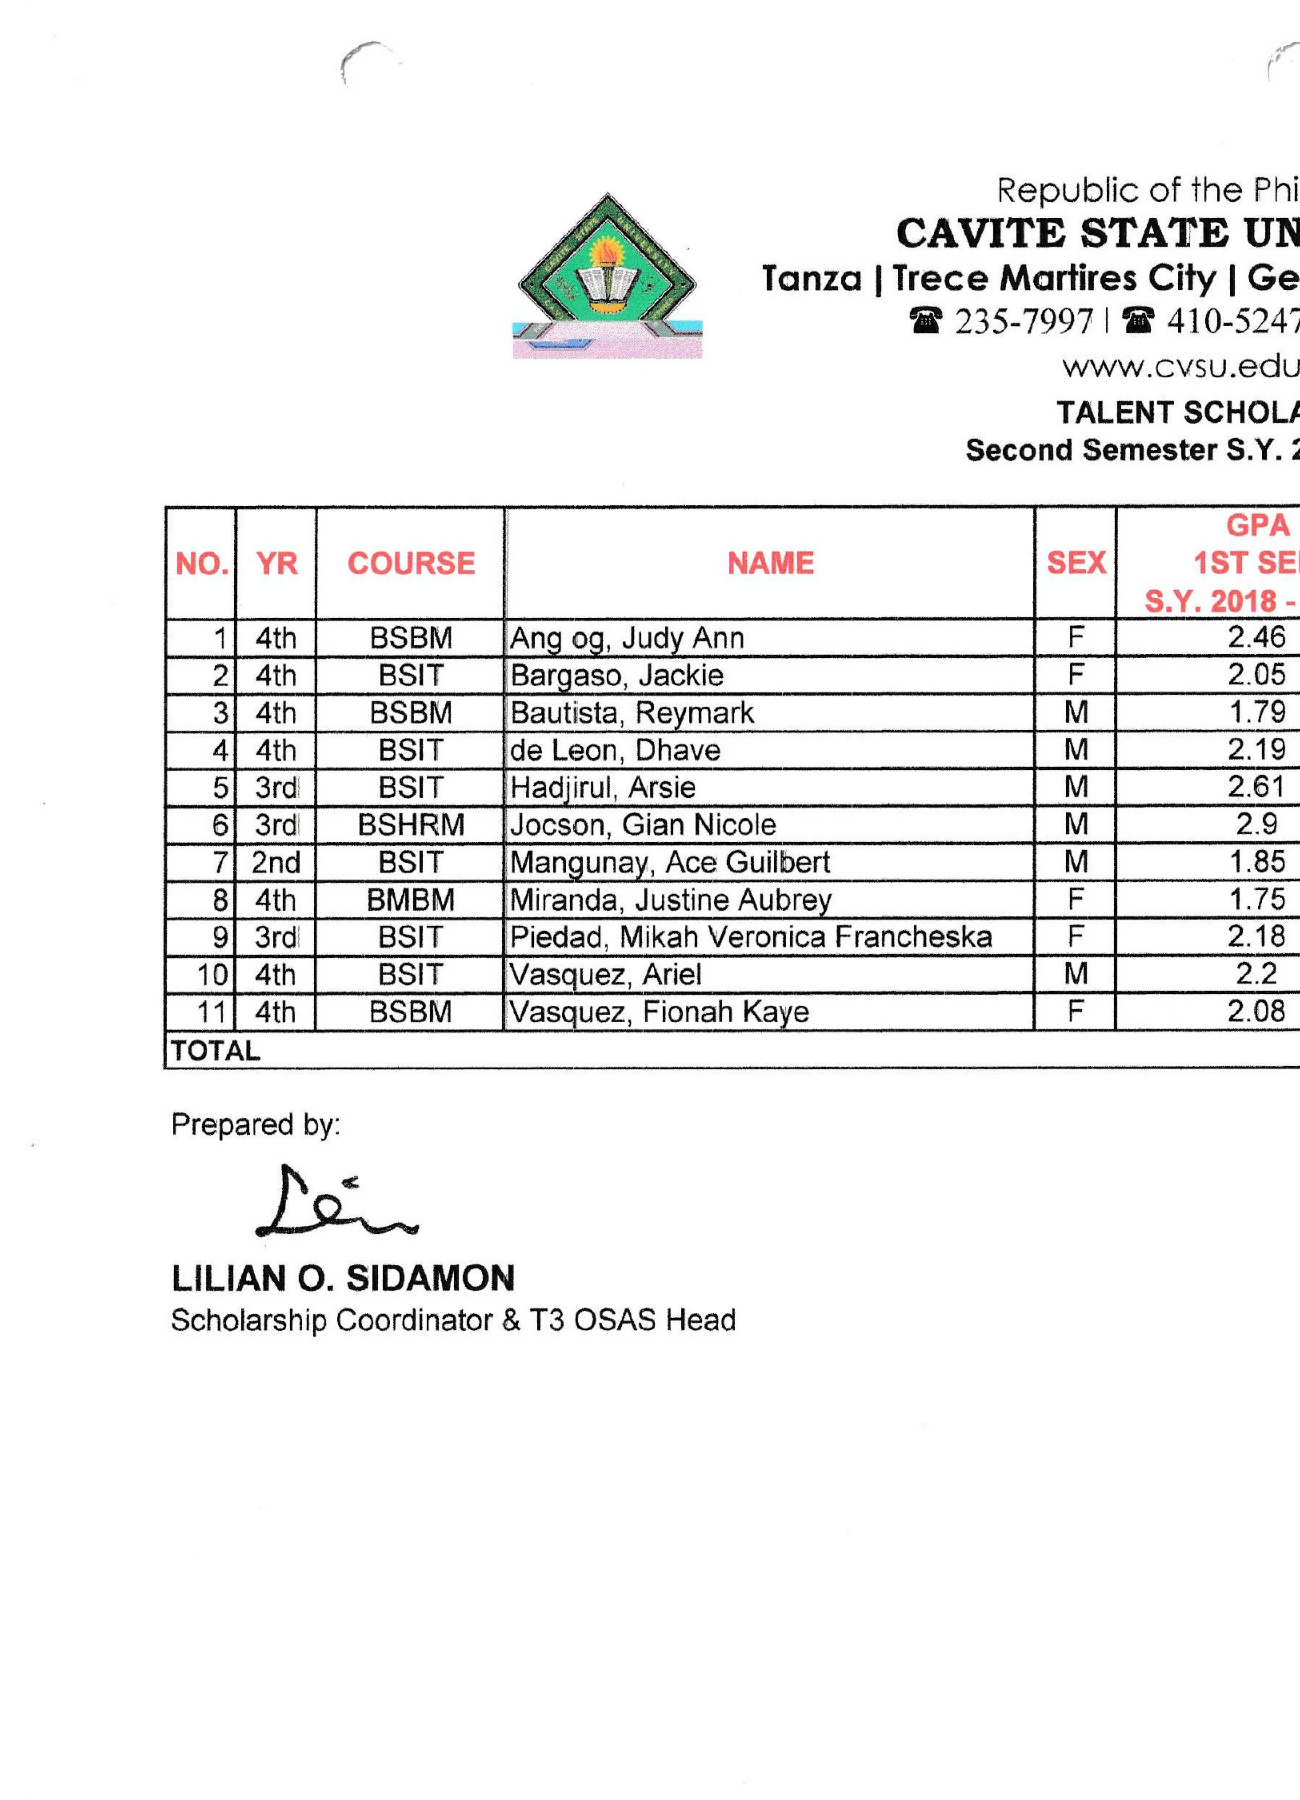 Republic of the Phi
CAVITE STATE UN
Tanza | Trece Martires City | Ge
☎ 235-7997 | ☎ 410-5247
www.cvsu.edu
TALENT SCHOLA
Second Semester S.Y. 2
NO. YR COURSE NAME SEX GPA 1ST SE S.Y. 2018 -
1 4th BSBM Ang og, Judy Ann F 2.46
2 4th BSIT Bargaso, Jackie F 2.05
3 4th BSBM Bautista, Reymark M 1.79
4 4th BSIT de Leon, Dhave M 2.19
5 3rd BSIT Hadjirul, Arsie M 2.61
6 3rd BSHRM Jocson, Gian Nicole M 2.9
7 2nd BSIT Mangunay, Ace Guilbert M 1.85
8 4th BMBM Miranda, Justine Aubrey F 1.75
9 3rd BSIT Piedad, Mikah Veronica Francheska F 2.18
10 4th BSIT Vasquez, Ariel M 2.2
11 4th BSBM Vasquez, Fionah Kaye F 2.08
TOTAL
Prepared by:
LILIAN O. SIDAMON
Scholarship Coordinator & T3 OSAS Head